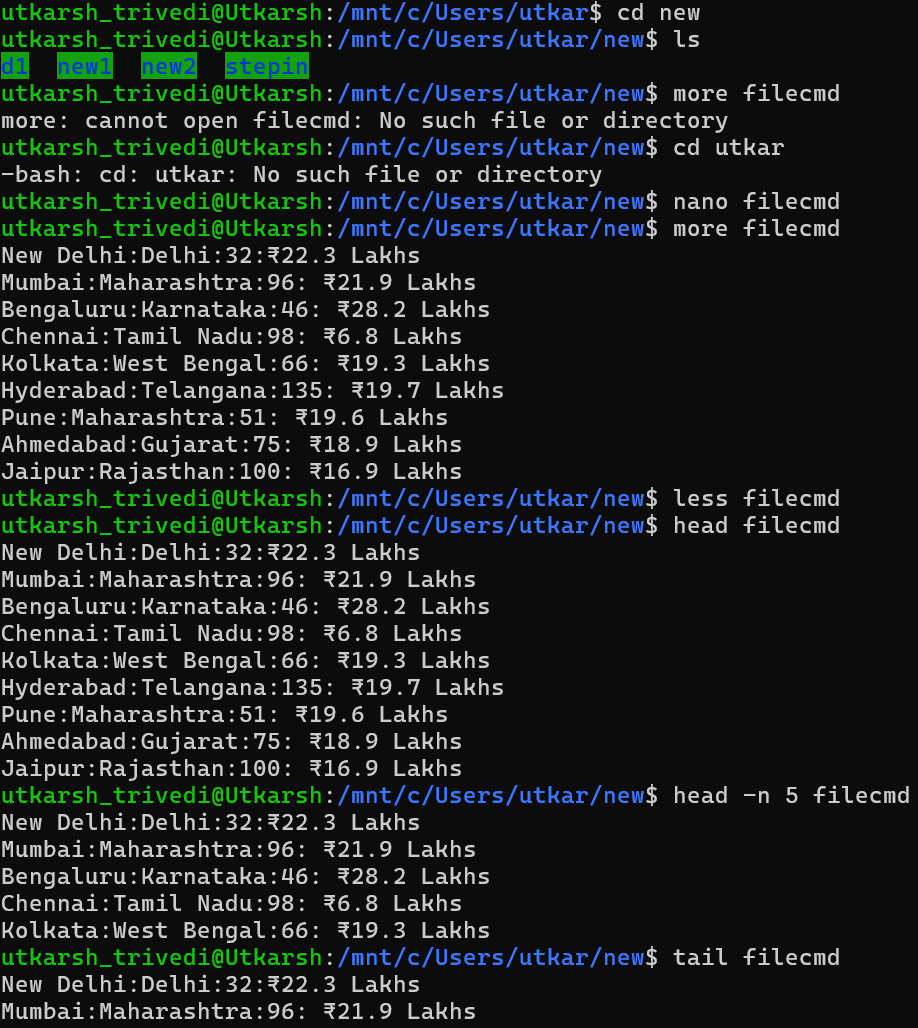 utkarsh_trivedi@Utkarsh:/mnt/c/Users/utkar$ cd new
utkarsh_trivedi@Utkarsh:/mnt/c/Users/utkar/new$ ls
d1  new1  new2  stepin
utkarsh_trivedi@Utkarsh:/mnt/c/Users/utkar/new$ more filecmd
more: cannot open filecmd: No such file or directory
utkarsh_trivedi@Utkarsh:/mnt/c/Users/utkar/new$ cd utkar
-bash: cd: utkar: No such file or directory
utkarsh_trivedi@Utkarsh:/mnt/c/Users/utkar/new$ nano filecmd
utkarsh_trivedi@Utkarsh:/mnt/c/Users/utkar/new$ more filecmd
New Delhi:Delhi:32:₹22.3 Lakhs
Mumbai:Maharashtra:96: ₹21.9 Lakhs
Bengaluru:Karnataka:46: ₹28.2 Lakhs
Chennai:Tamil Nadu:98: ₹6.8 Lakhs
Kolkata:West Bengal:66: ₹19.3 Lakhs
Hyderabad:Telangana:135: ₹19.7 Lakhs
Pune:Maharashtra:51: ₹19.6 Lakhs
Ahmedabad:Gujarat:75: ₹18.9 Lakhs
Jaipur:Rajasthan:100: ₹16.9 Lakhs
utkarsh_trivedi@Utkarsh:/mnt/c/Users/utkar/new$ less filecmd
utkarsh_trivedi@Utkarsh:/mnt/c/Users/utkar/new$ head filecmd
New Delhi:Delhi:32:₹22.3 Lakhs
Mumbai:Maharashtra:96: ₹21.9 Lakhs
Bengaluru:Karnataka:46: ₹28.2 Lakhs
Chennai:Tamil Nadu:98: ₹6.8 Lakhs
Kolkata:West Bengal:66: ₹19.3 Lakhs
Hyderabad:Telangana:135: ₹19.7 Lakhs
Pune:Maharashtra:51: ₹19.6 Lakhs
Ahmedabad:Gujarat:75: ₹18.9 Lakhs
Jaipur:Rajasthan:100: ₹16.9 Lakhs
utkarsh_trivedi@Utkarsh:/mnt/c/Users/utkar/new$ head -n 5 filecmd
New Delhi:Delhi:32:₹22.3 Lakhs
Mumbai:Maharashtra:96: ₹21.9 Lakhs
Bengaluru:Karnataka:46: ₹28.2 Lakhs
Chennai:Tamil Nadu:98: ₹6.8 Lakhs
Kolkata:West Bengal:66: ₹19.3 Lakhs
utkarsh_trivedi@Utkarsh:/mnt/c/Users/utkar/new$ tail filecmd
New Delhi:Delhi:32:₹22.3 Lakhs
Mumbai:Maharashtra:96: ₹21.9 Lakhs